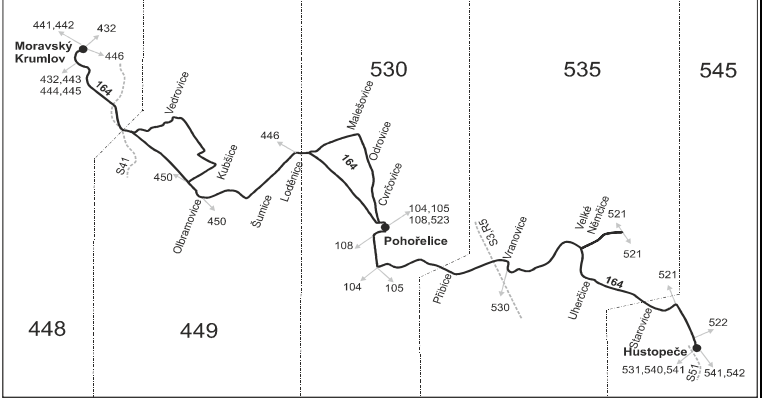 441,442
432
Moravský
Krumlov
446
432,443
444,445
164
S41
Vedrovice
Kubšice
450
450
Olbramovice
Šumice
Loděnice
446
Malešovice
Odrovice
164
Cvrčovice
104,105
108,523
Pohořelice
108
104
105
Přibice
S3,R5
Vranovice
530
Velké
Němčice
521
521
Uherčice
164
Starovice
521
522
Hustopeče
531,540,541
S51
541,542
448
449
530
535
545